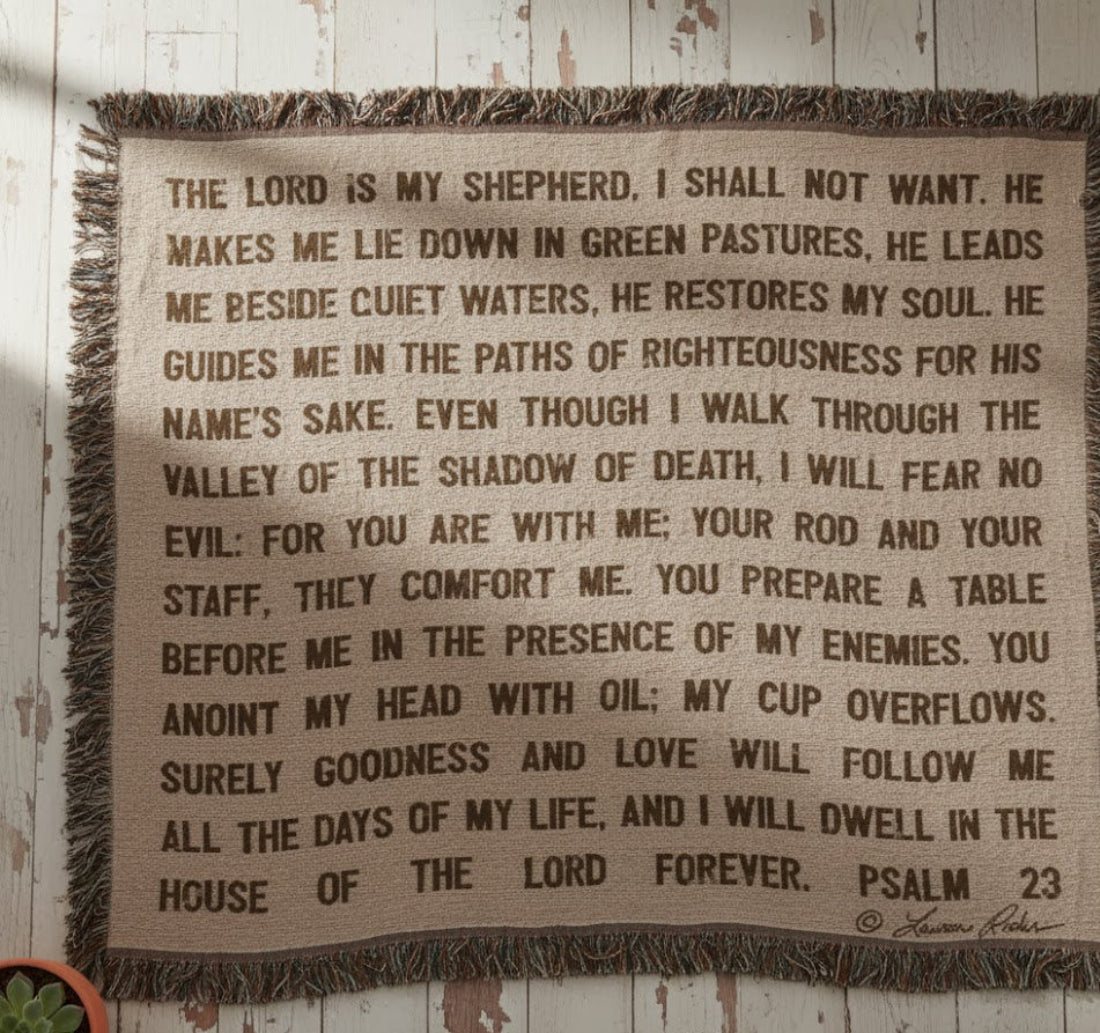 THE LORD iS MY SHEPHERD, I SHALL NOT WANT. HE
MAKES ME LIE DOWN IN GREEN PASTURES, HE LEADS
ME BESIDE QUIET WATERS, HE RESTORES MY SOUL. HE
GUIDES ME IN THE PATHS OF RIGHTEOUSNESS FOR HIS
NAME'S SAKE. EVEN THOUGH I WALK THROUGH THE
VALLEY OF THE SHADOW OF DEATH, I WILL FEAR NO
EVIL: FOR YOU ARE WITH ME; YOUR ROD AND YOUR
STAFF, THEY COMFORT ME. YOU PREPARE A TABLE
BEFORE ME IN THE PRESENCE OF MY ENEMIES. YOU
ANOINT MY HEAD WITH OIL; MY CUP OVERFLOWS.
SURELY GOODNESS AND LOVE WILL FOLLOW ME
ALL THE DAYS OF MY LIFE, AND I WILL DWELL IN THE
HOUSE OF THE LORD FOREVER. PSALM 23
©